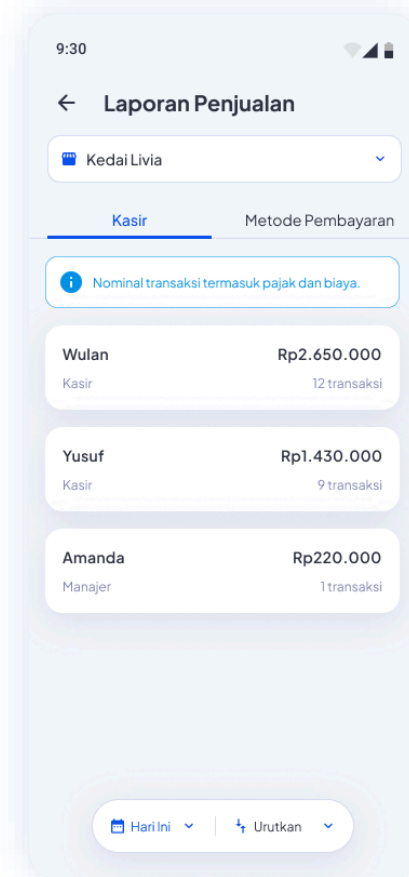 9:30
Laporan Penjualan
Kedai Livia
Kasir Metode Pembayaran
Nominal transaksi termasuk pajak dan biaya.
Wulan Rp2.650.000
Kasir 12 transaksi
Yusuf Rp1.430.000
Kasir 9 transaksi
Amanda Rp220.000
Manajer 1 transaksi
Hari Ini Urutkan